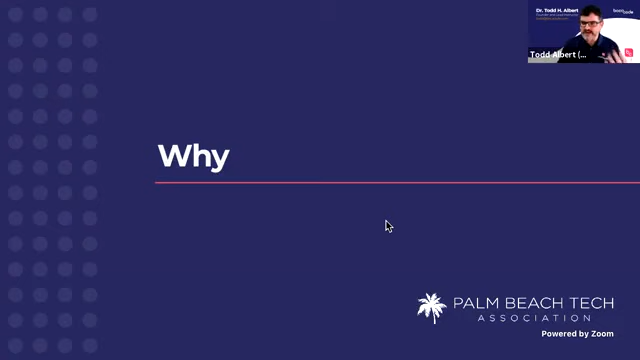 Dr. Todd H. Albert
Todd Albert (...
Why
PALM BEACH TECH
ASSOCIATION
Powered by Zoom